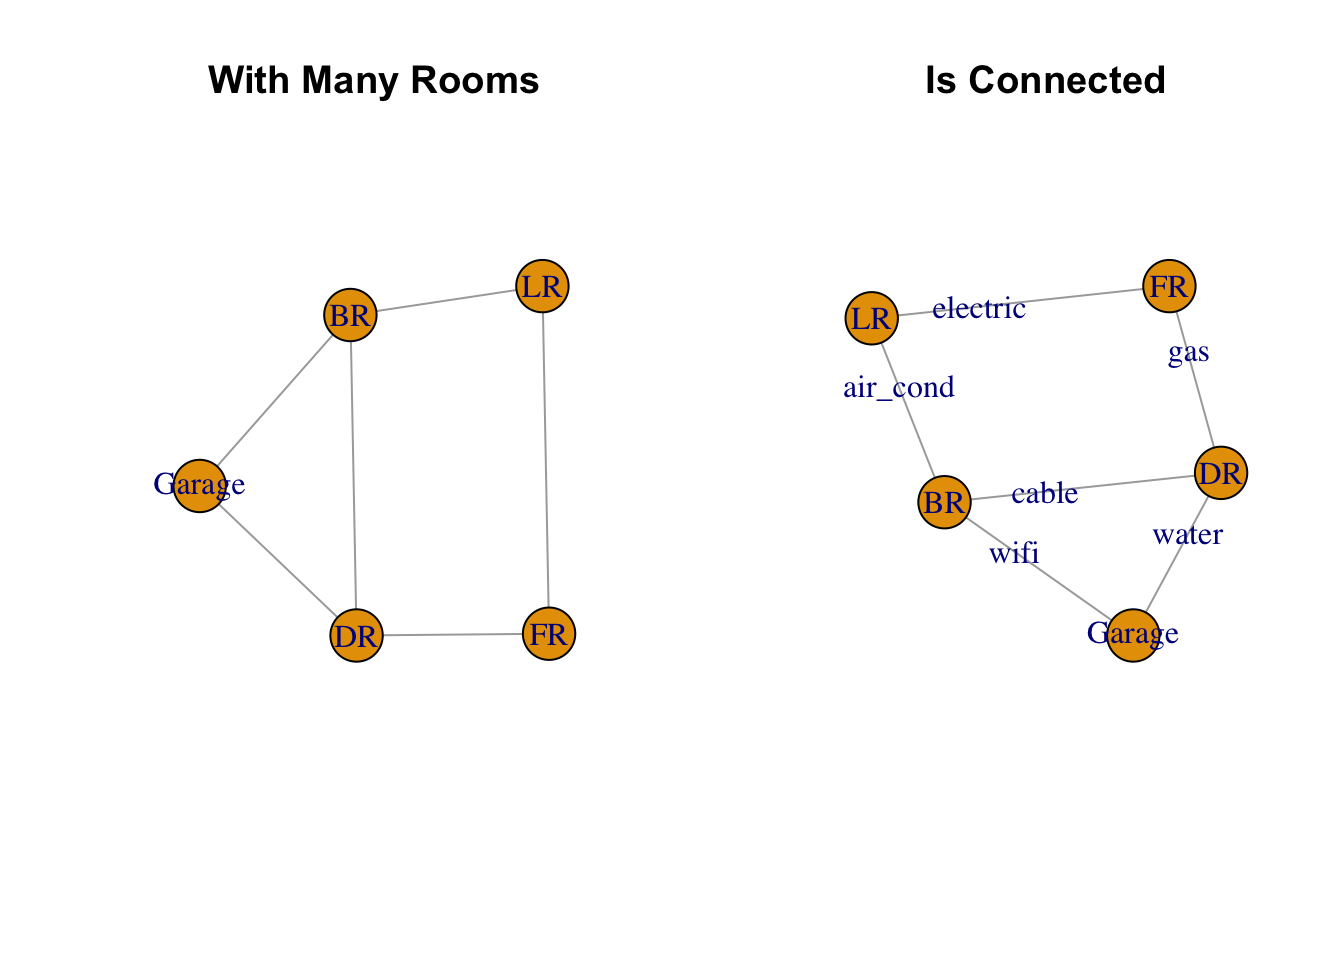 With Many Rooms
LR
BR
Garage
DR
FR
Is Connected
FR
LR
electric
gas
air_cond
DR
cable
BR
water
wifi
Garage